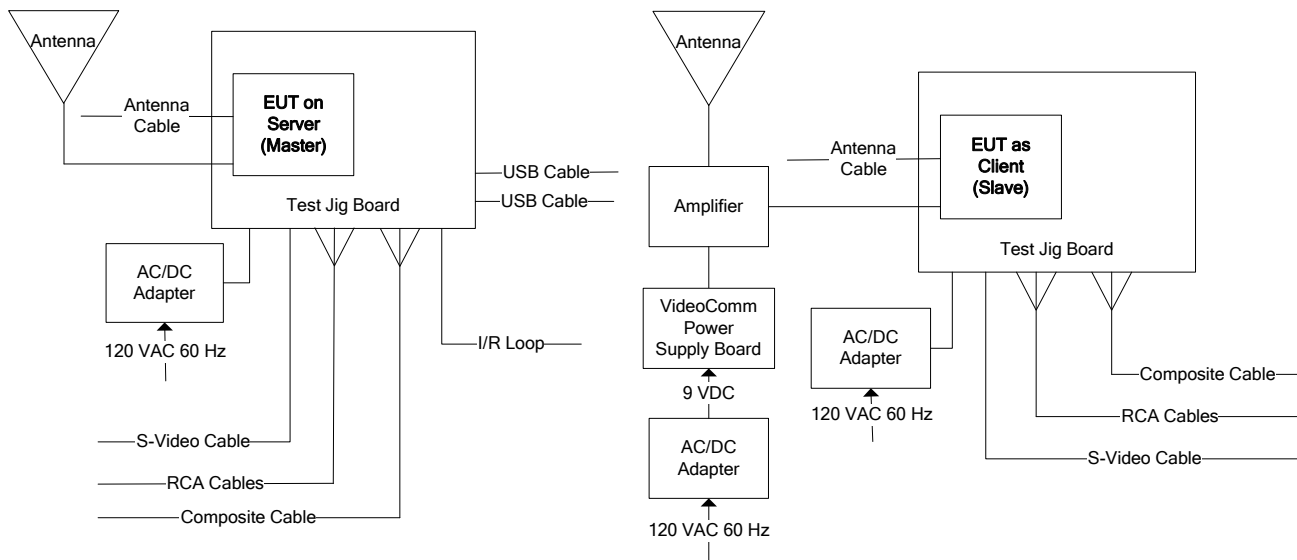 Antenna
Antenna
Cable
EUT on
Server
(Master)
USB Cable
USB Cable
Test Jig Board
AC/DC
Adapter
120 VAC 60 Hz
I/R Loop
S-Video Cable
RCA Cables
Composite Cable
Antenna
Antenna
Cable
EUT as
Client
(Slave)
Amplifier
Test Jig Board
VideoComm
Power
Supply Board
9 VDC
AC/DC
Adapter
120 VAC 60 Hz
AC/DC
Adapter
120 VAC 60 Hz
Composite Cable
RCA Cables
S-Video Cable